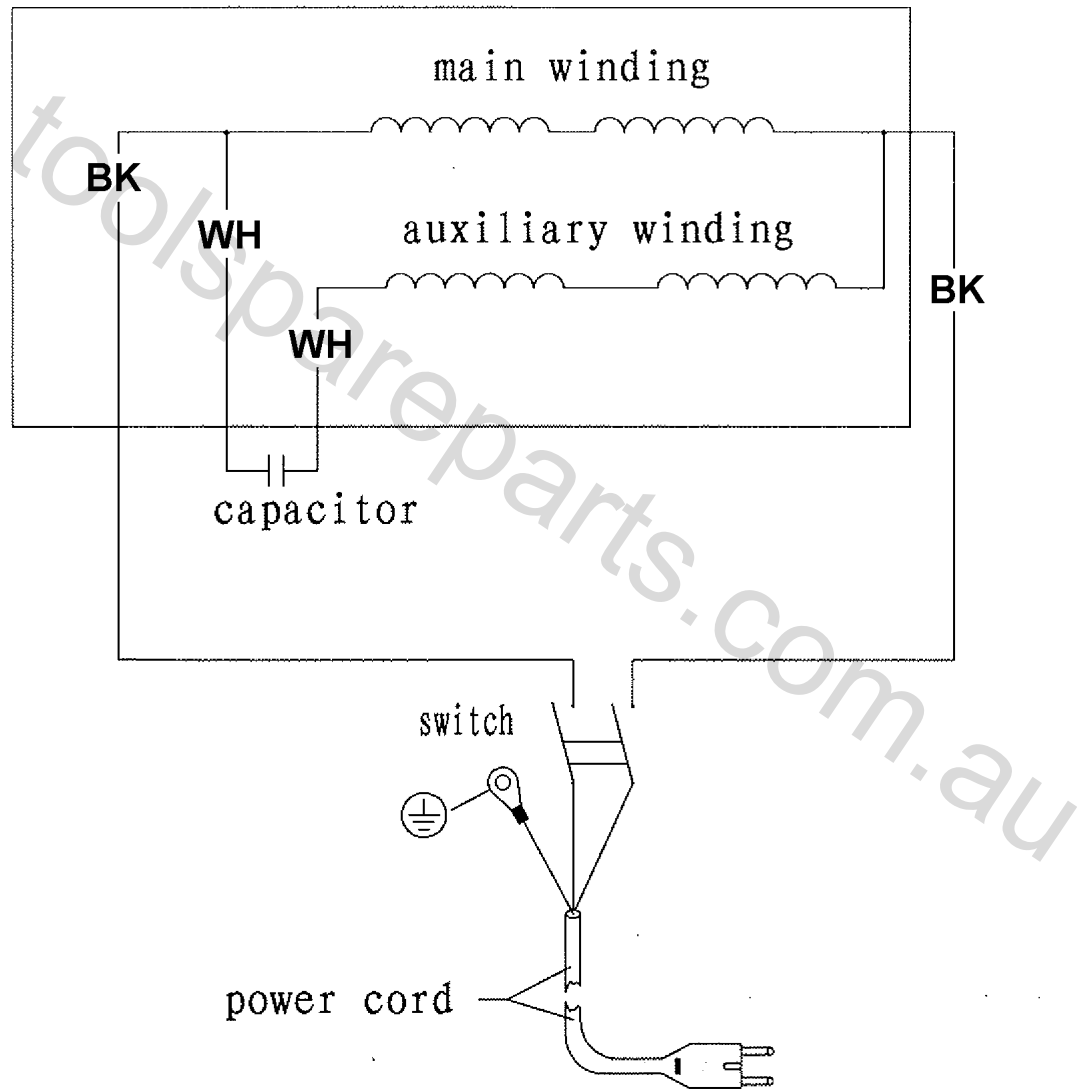 main winding
BK
WH
auxiliary winding
BK
WH
capacitor
switch
power cord
toolspareparts.com.au